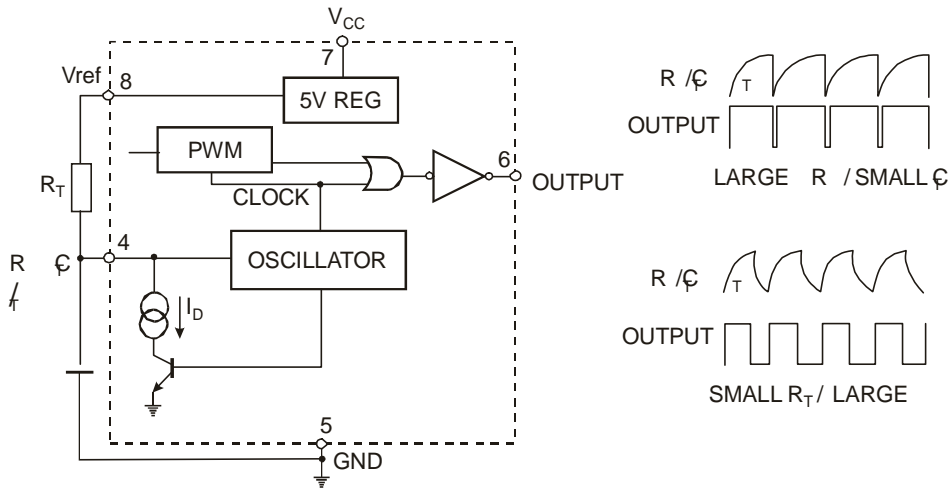 VCC
7
Vref
8
5V REG
PWM
6
OUTPUT
RT
CLOCK
4
R
T
/T
OSCILLATOR
ID
5
GND
R / T
OUTPUT
LARGE R / SMALL
R / T
OUTPUT
SMALL RT / LARGE